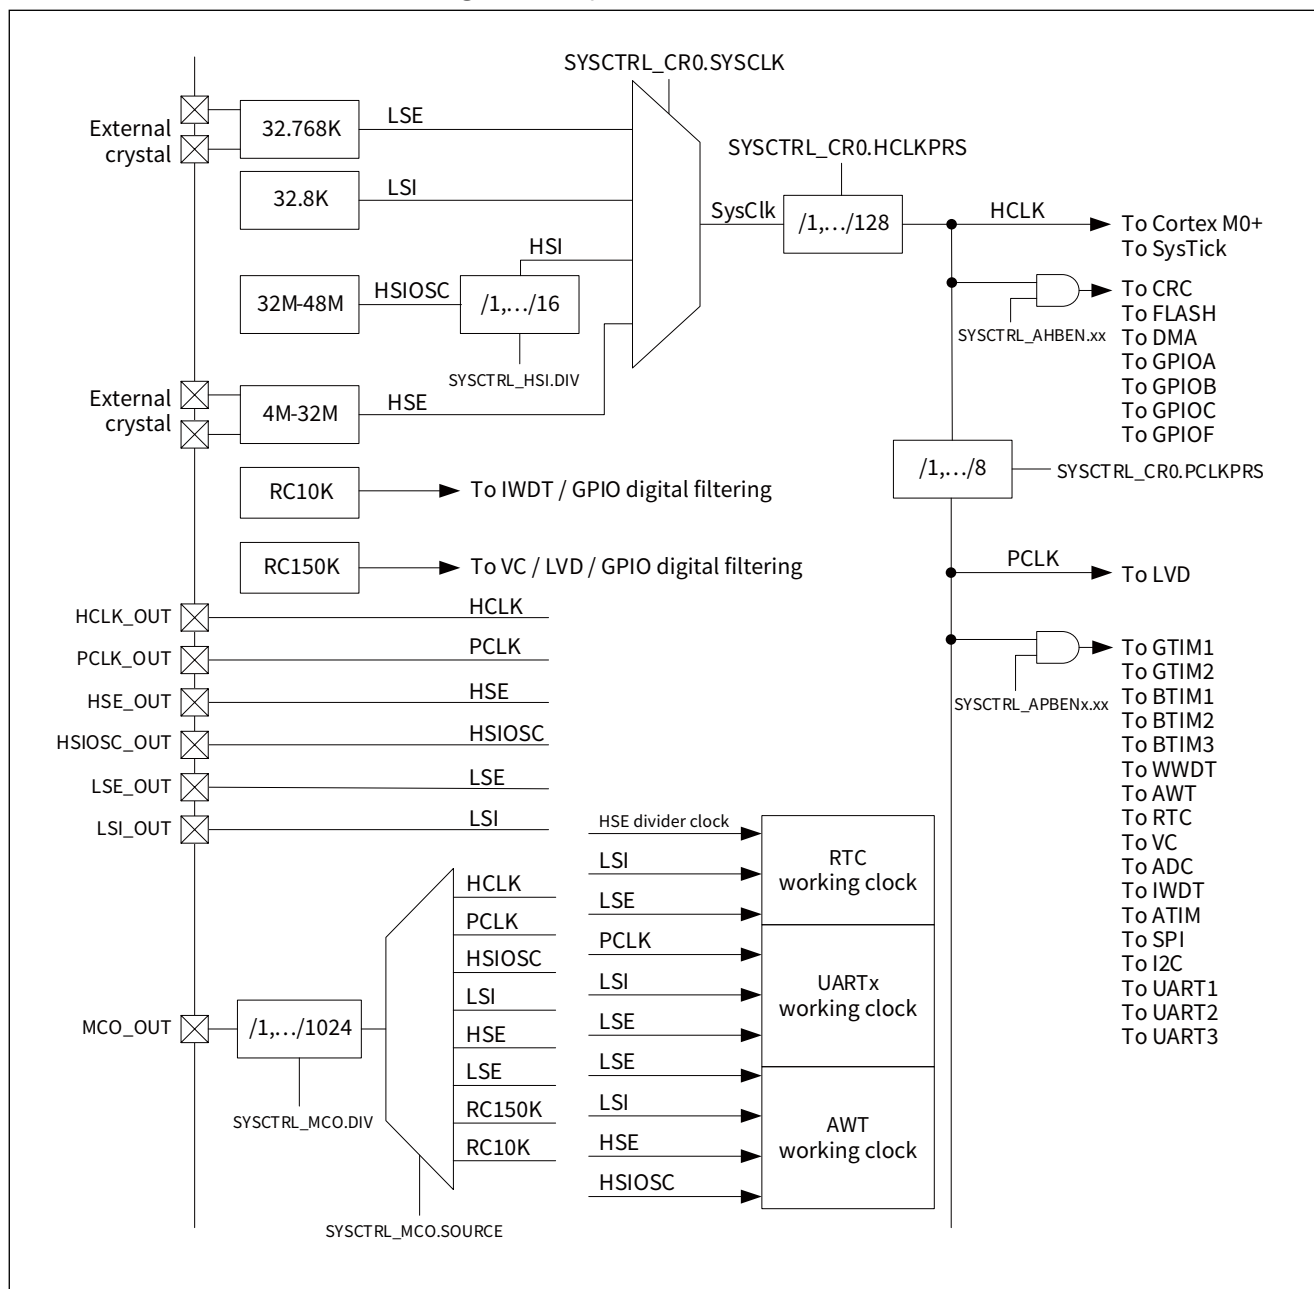 SYSCTRL_CR0.SYSCLK
External
crystal
32.768K
LSE
SYSCTRL_CR0.HCLKPRS
32.8K
LSI
SysClk
/1,.../128
HCLK
To Cortex M0+
To SysTick
HSI
32M-48M
HSIOSC
/1,.../16
SYSCTRL_HSI.DIV
SYSCTRL_AHBEN.xx
To CRC
To FLASH
To DMA
To GPIOA
To GPIOB
To GPIOC
To GPIOF
External
crystal
4M-32M
HSE
/1,.../8
SYSCTRL_CR0.PCLKPRS
RC10K
To IWDT / GPIO digital filtering
RC150K
To VC / LVD / GPIO digital filtering
PCLK
To LVD
HCLK_OUT
HCLK
PCLK_OUT
PCLK
HSE_OUT
HSE
HSIOSC_OUT
HSIOSC
LSE_OUT
LSE
LSI_OUT
LSI
SYSCTRL_APBENx.xx
To GTIM1
To GTIM2
To BTIM1
To BTIM2
To BTIM3
To WWDT
To AWT
To RTC
To VC
To ADC
To IWDT
To ATIM
To SPI
To I2C
To UART1
To UART2
To UART3
MCO_OUT
/1,.../1024
SYSCTRL_MCO.DIV
HCLK
PCLK
HSIOSC
LSI
HSE
LSE
RC150K
RC10K
SYSCTRL_MCO.SOURCE
HSE divider clock
LSI
LSE
RTC
working clock
PCLK
LSI
LSE
UARTx
working clock
LSE
LSI
HSE
HSIOSC
AWT
working clock